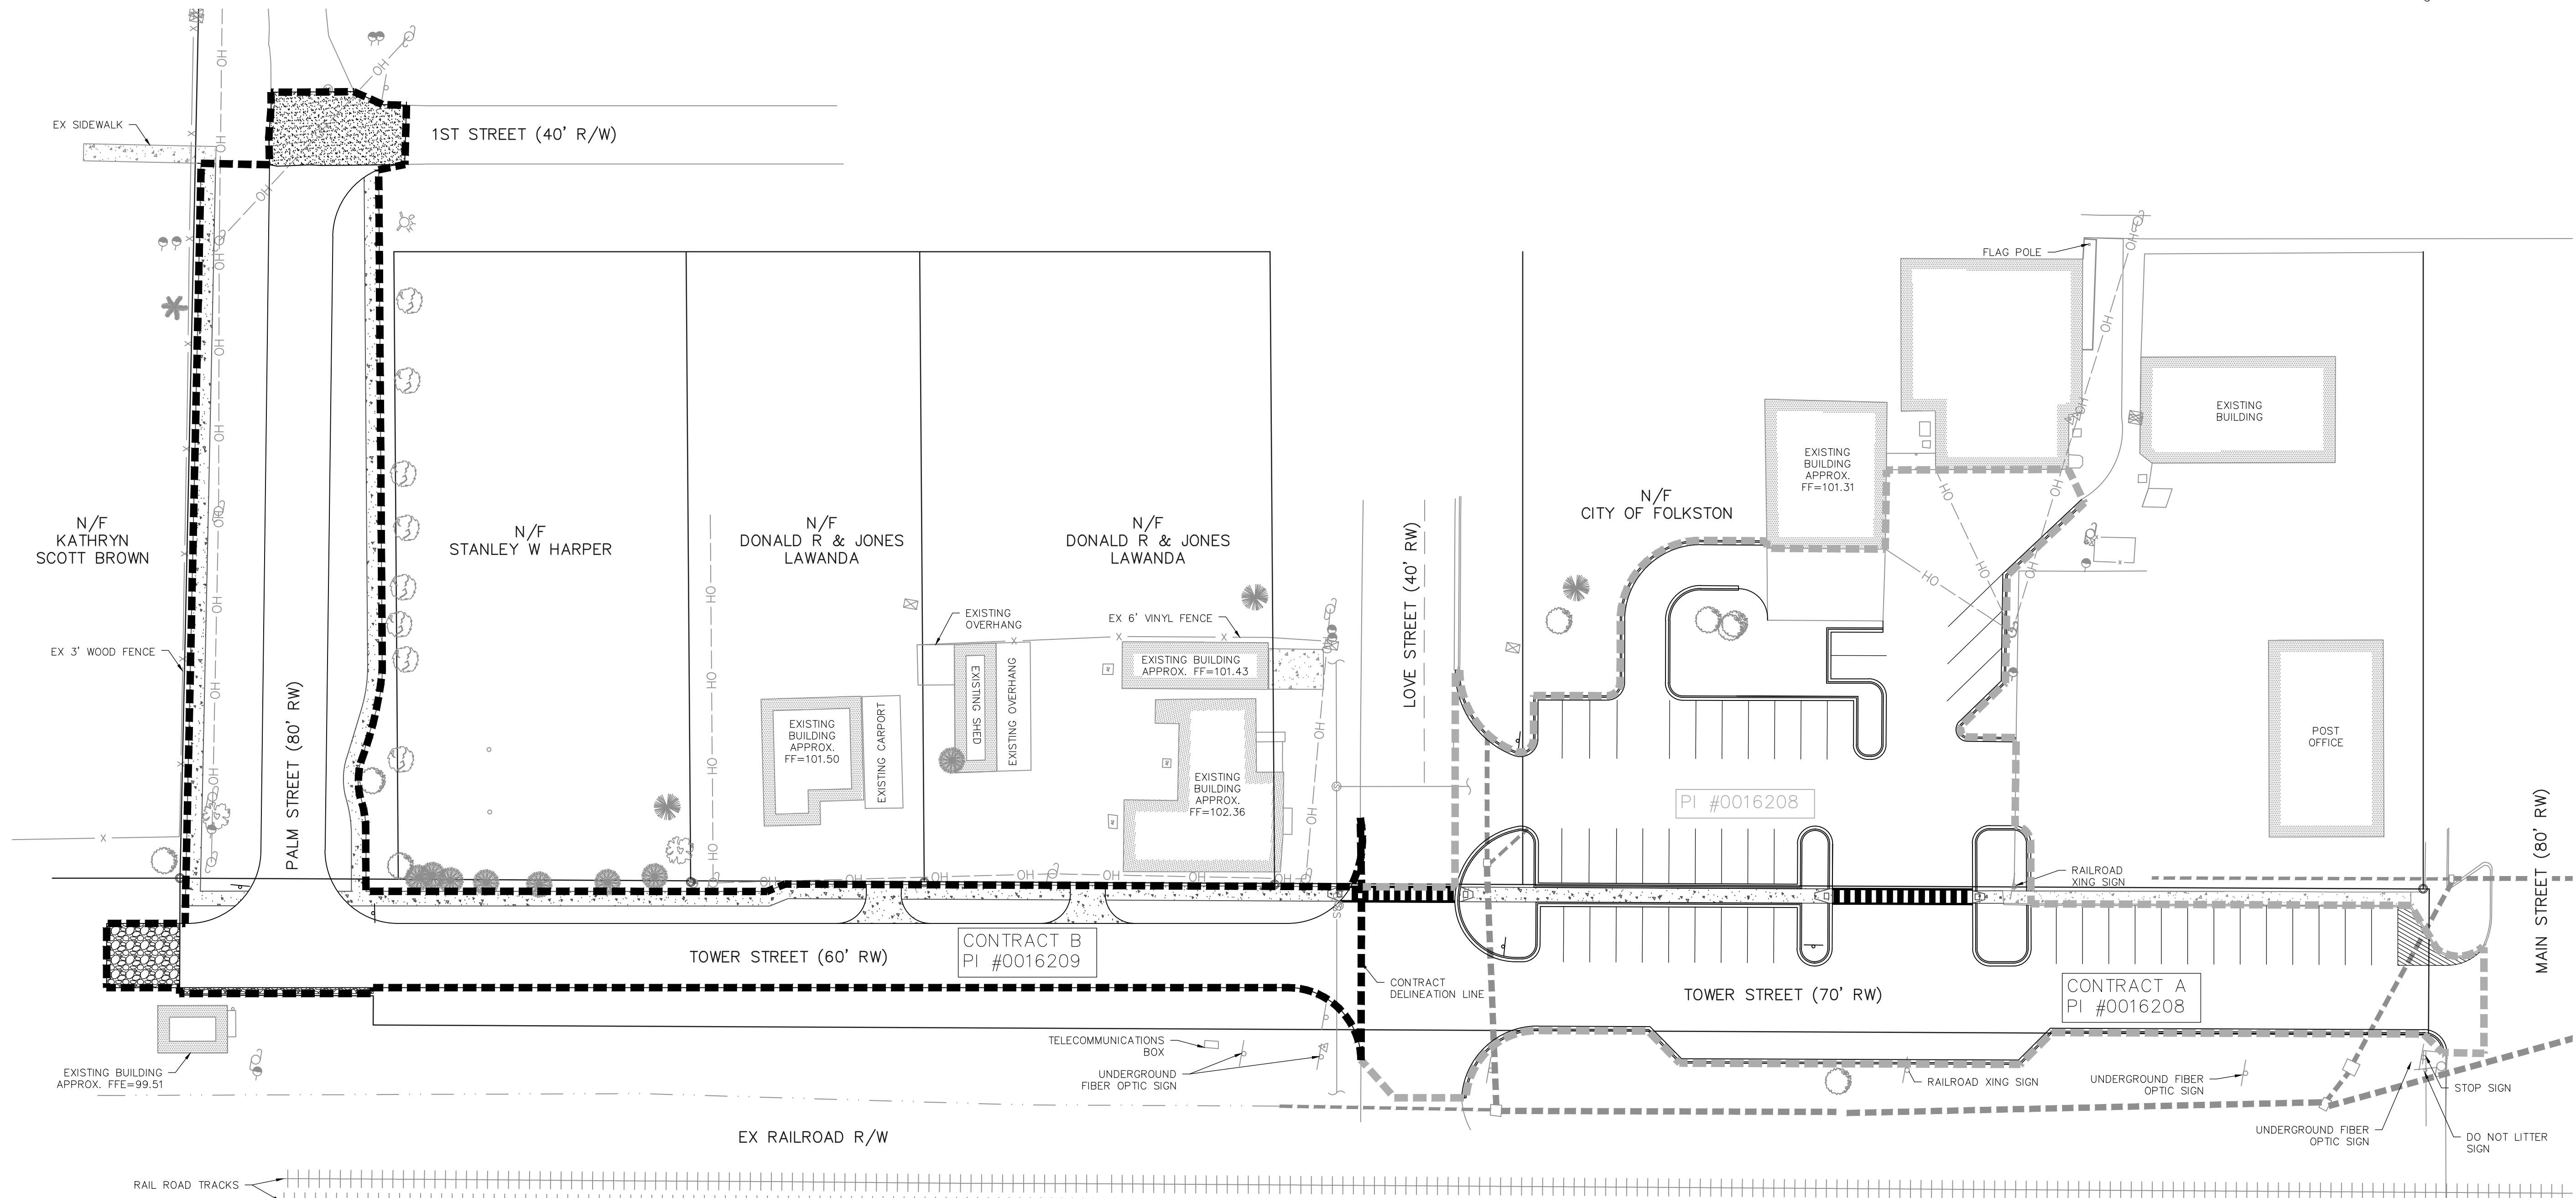 EX SIDEWALK
1ST STREET (40' R/W)
OH
OH
OH
OH
FLAG POLE
EXISTING
BUILDING
EXISTING
BUILDING
APPROX.
FF=101.31
N/F
CITY OF FOLKSTON
N/F
KATHRYN
SCOTT BROWN
N/F
STANLEY W HARPER
N/F
DONALD R & JONES
LAWANDA
N/F
DONALD R & JONES
LAWANDA
LOVE STREET (40' RW)
EXISTING
OVERHANG
EX 6' VINYL FENCE
EX 3' WOOD FENCE
EXISTING BUILDING
APPROX. FF=101.43
EXISTING SHED
EXISTING OVERHANG
EXISTING
BUILDING
APPROX.
FF=101.50
EXISTING CARPORT
EXISTING
BUILDING
APPROX.
FF=102.36
POST
OFFICE
PALM STREET (80' RW)
PI #0016208
MAIN STREET (80' RW)
RAILROAD
XING SIGN
CONTRACT B
PI #0016209
TOWER STREET (60' RW)
CONTRACT
DELINEATION LINE
TOWER STREET (70' RW)
CONTRACT A
PI #0016208
TELECOMMUNICATIONS
BOX
UNDERGROUND
FIBER OPTIC SIGN
EXISTING BUILDING
APPROX. FFE=99.51
RAILROAD XING SIGN
UNDERGROUND FIBER
OPTIC SIGN
STOP SIGN
UNDERGROUND FIBER
OPTIC SIGN
DO NOT LITTER
SIGN
EX RAILROAD R/W
RAIL ROAD TRACKS